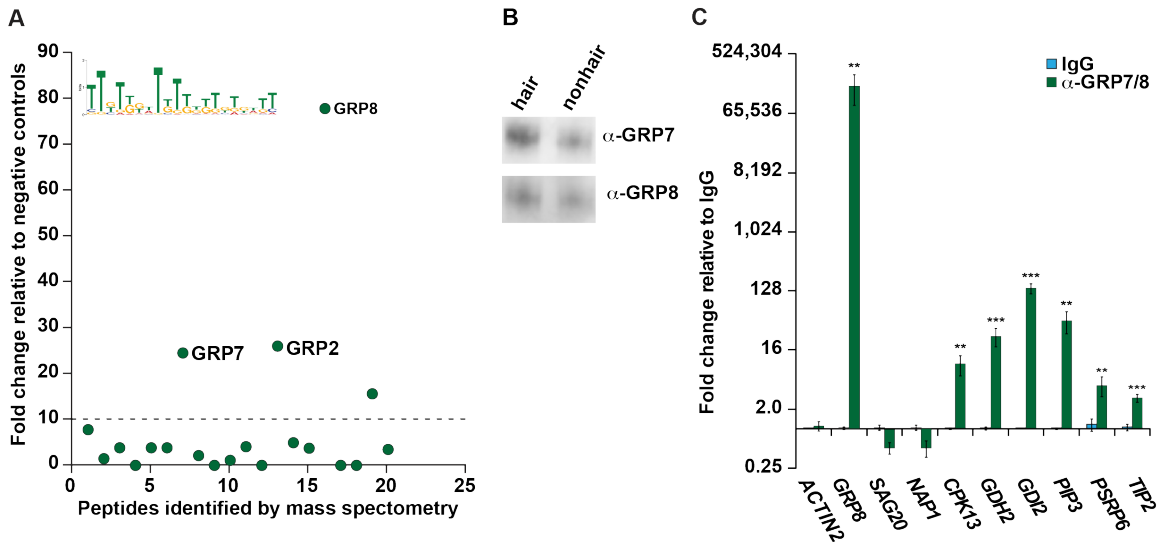 A
Fold change relative to negative controls
90
80
70
60
50
40
30
20
10
0
GRP8
GRP7
GRP2
0
5
10
15
20
25
Peptides identified by mass spectometry
B
hair
nonhair
α-GRP7
α-GRP8
C
IgG
α-GRP7/8
Fold change relative to IgG
524,304
65,536
8,192
1,024
128
16
2.0
0.25
**
**
***
***
**
**
***
ACTIN2
GRP8
SAG20
NAP1
CPK13
GDH2
GDI2
PIP3
PSRP6
TIP2